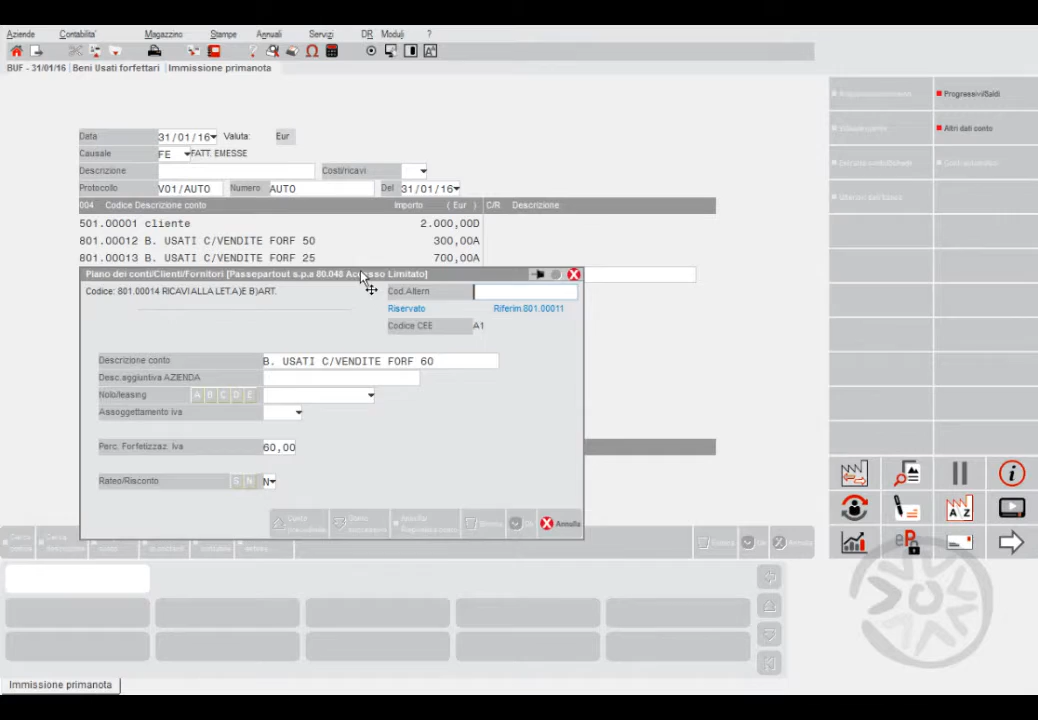 Aziende Contabilita' Magazzino Stampe Annuali Servizi DR Moduli ?
BUF - 31/01/16 Beni Usati forfettari Immissione primanota
Progressivi/Saldi
Altri dati conto
Data 31/01/16 Valuta: Eur
Causale FE FATT. EMESSE
Descrizione Costi/ricavi
Protocollo V01/AUTO Numero AUTO Del 31/01/16
004 Codice Descrizione conto Importo (Eur ) C/R Descrizione
501.00001 cliente 2.000,00D
801.00012 B. USATI C/VENDITE FORF 50 300,00A
801.00013 B. USATI C/VENDITE FORF 25 700,00A
Piano dei conti/Clienti/Fornitori [Passepartout s.p.a 80.048 Accesso Limitato]
Codice: 801.00014 RICAVI ALLA LET.A)E B)ART. Cod.Altern
Riservato Riferim.801.00011
Codice CEE A1
Descrizione conto B. USATI C/VENDITE FORF 60
Desc.aggiuntiva AZIENDA
Nolo/leasing A B C D E
Assoggettamento iva
Perc. Forfetizzaz. Iva 60,00
Rateo/Risconto S N N
Elimina Ok Annulla
Immissione primanota